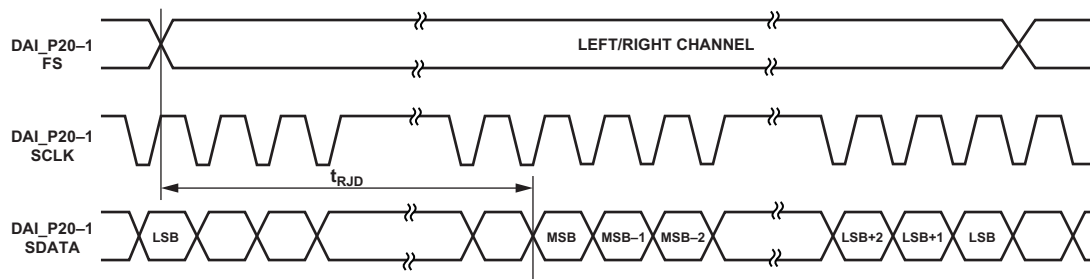 DAI_P20–1
FS
LEFT/RIGHT CHANNEL
DAI_P20–1
SCLK
tRJD
DAI_P20–1
SDATA
LSB
MSB
MSB–1
MSB–2
LSB+2
LSB+1
LSB